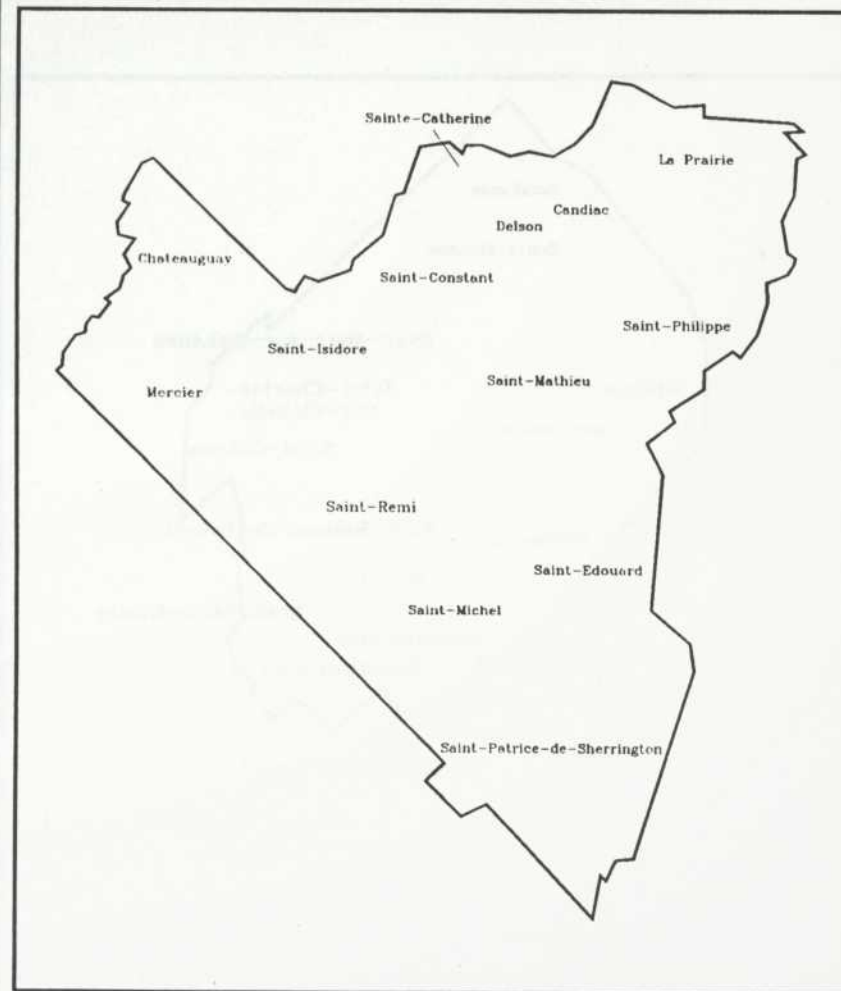 Sainte-Catherine
La Prairie
Candiac
Delson
Chateauguay
Saint-Constant
Saint-Philippe
Saint-Isidore
Saint-Mathieu
Mercier
Saint-Remi
Saint-Edouard
Saint-Michel
Saint-Patrice-de-Sherrington